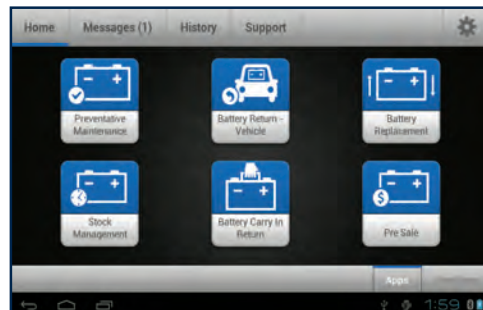 Home Messages (1) History Support
Preventative
Maintenance
Battery Return -
Vehicle
Battery
Replacement
Stock
Management
Battery Carry In
Return
Pre Sale
Apps
1:59